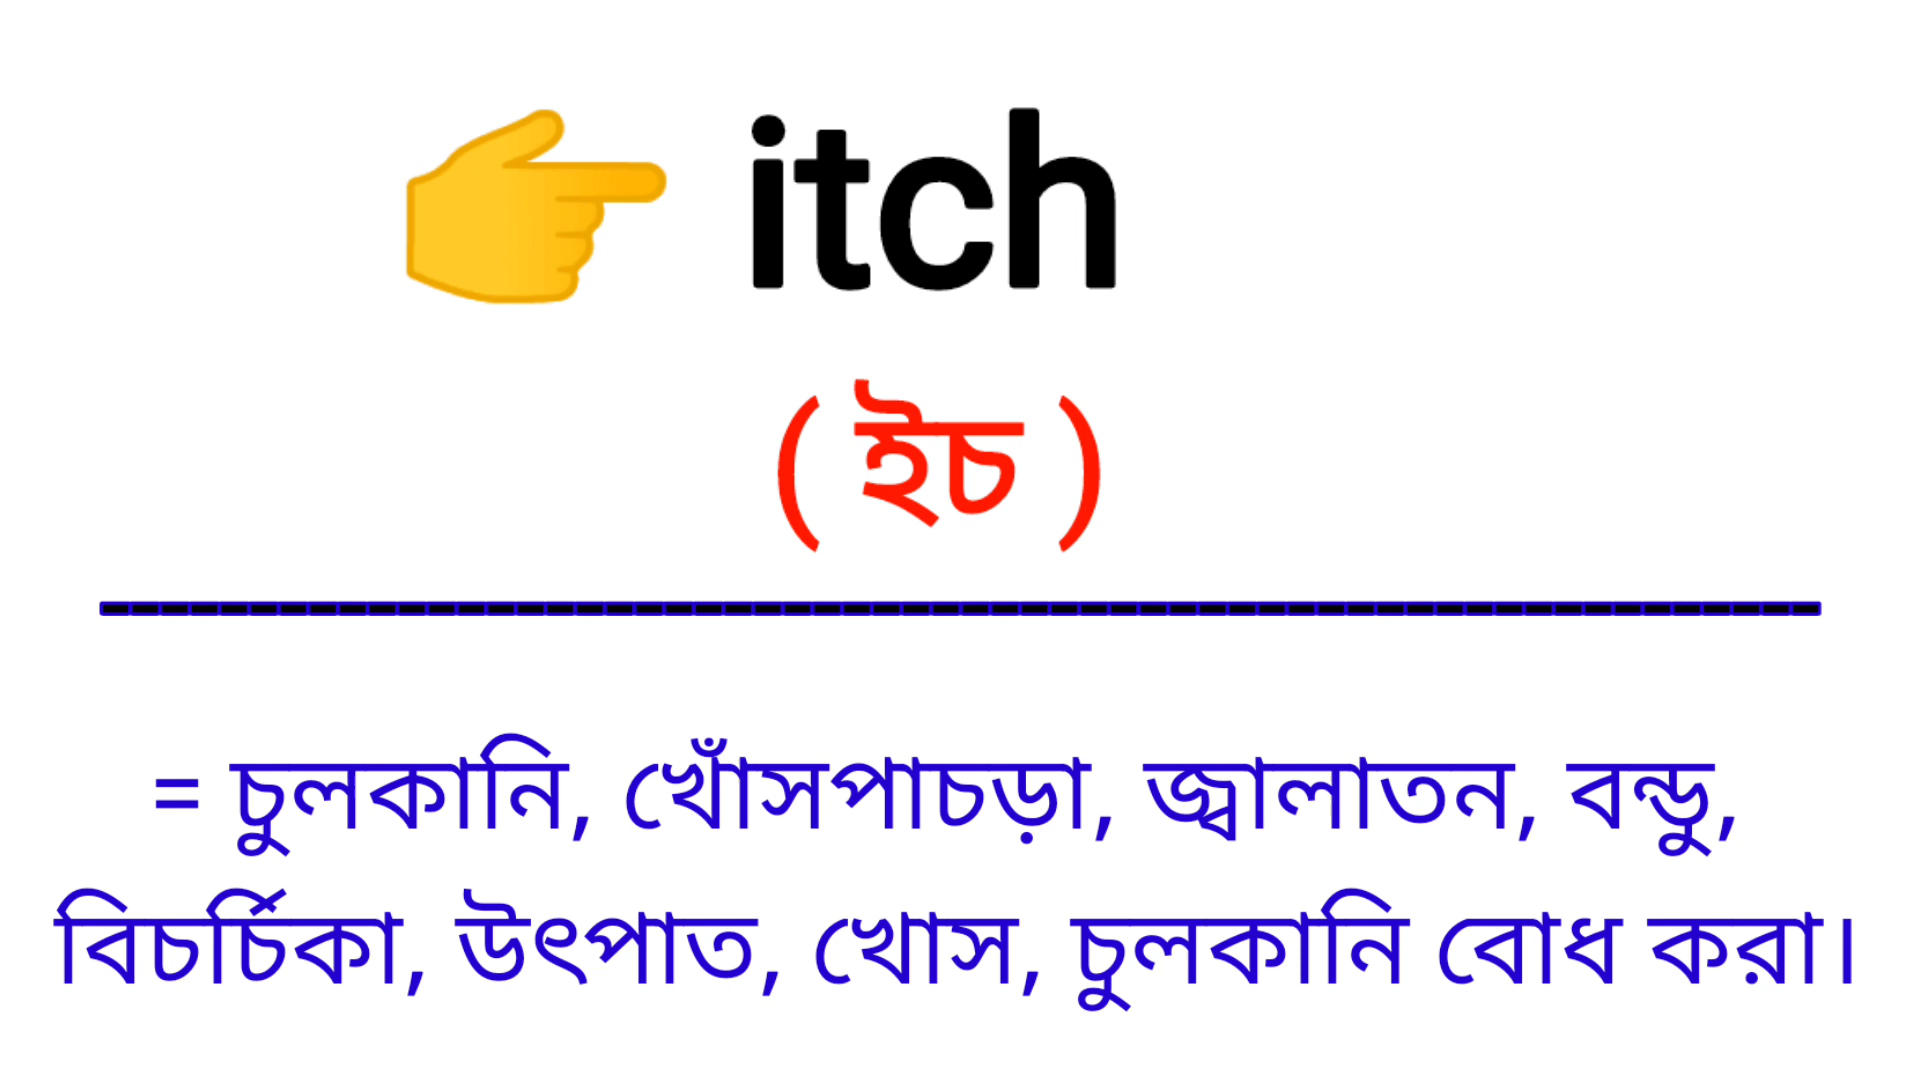 👉 itch
( ইচ )
----------------------------------------------------------
= চুলকানি, খোঁসপাচড়া, জ্বালাতন, বন্ডু,
বিচর্চিকা, উৎপাত, খোস, চুলকানি বোধ করা।